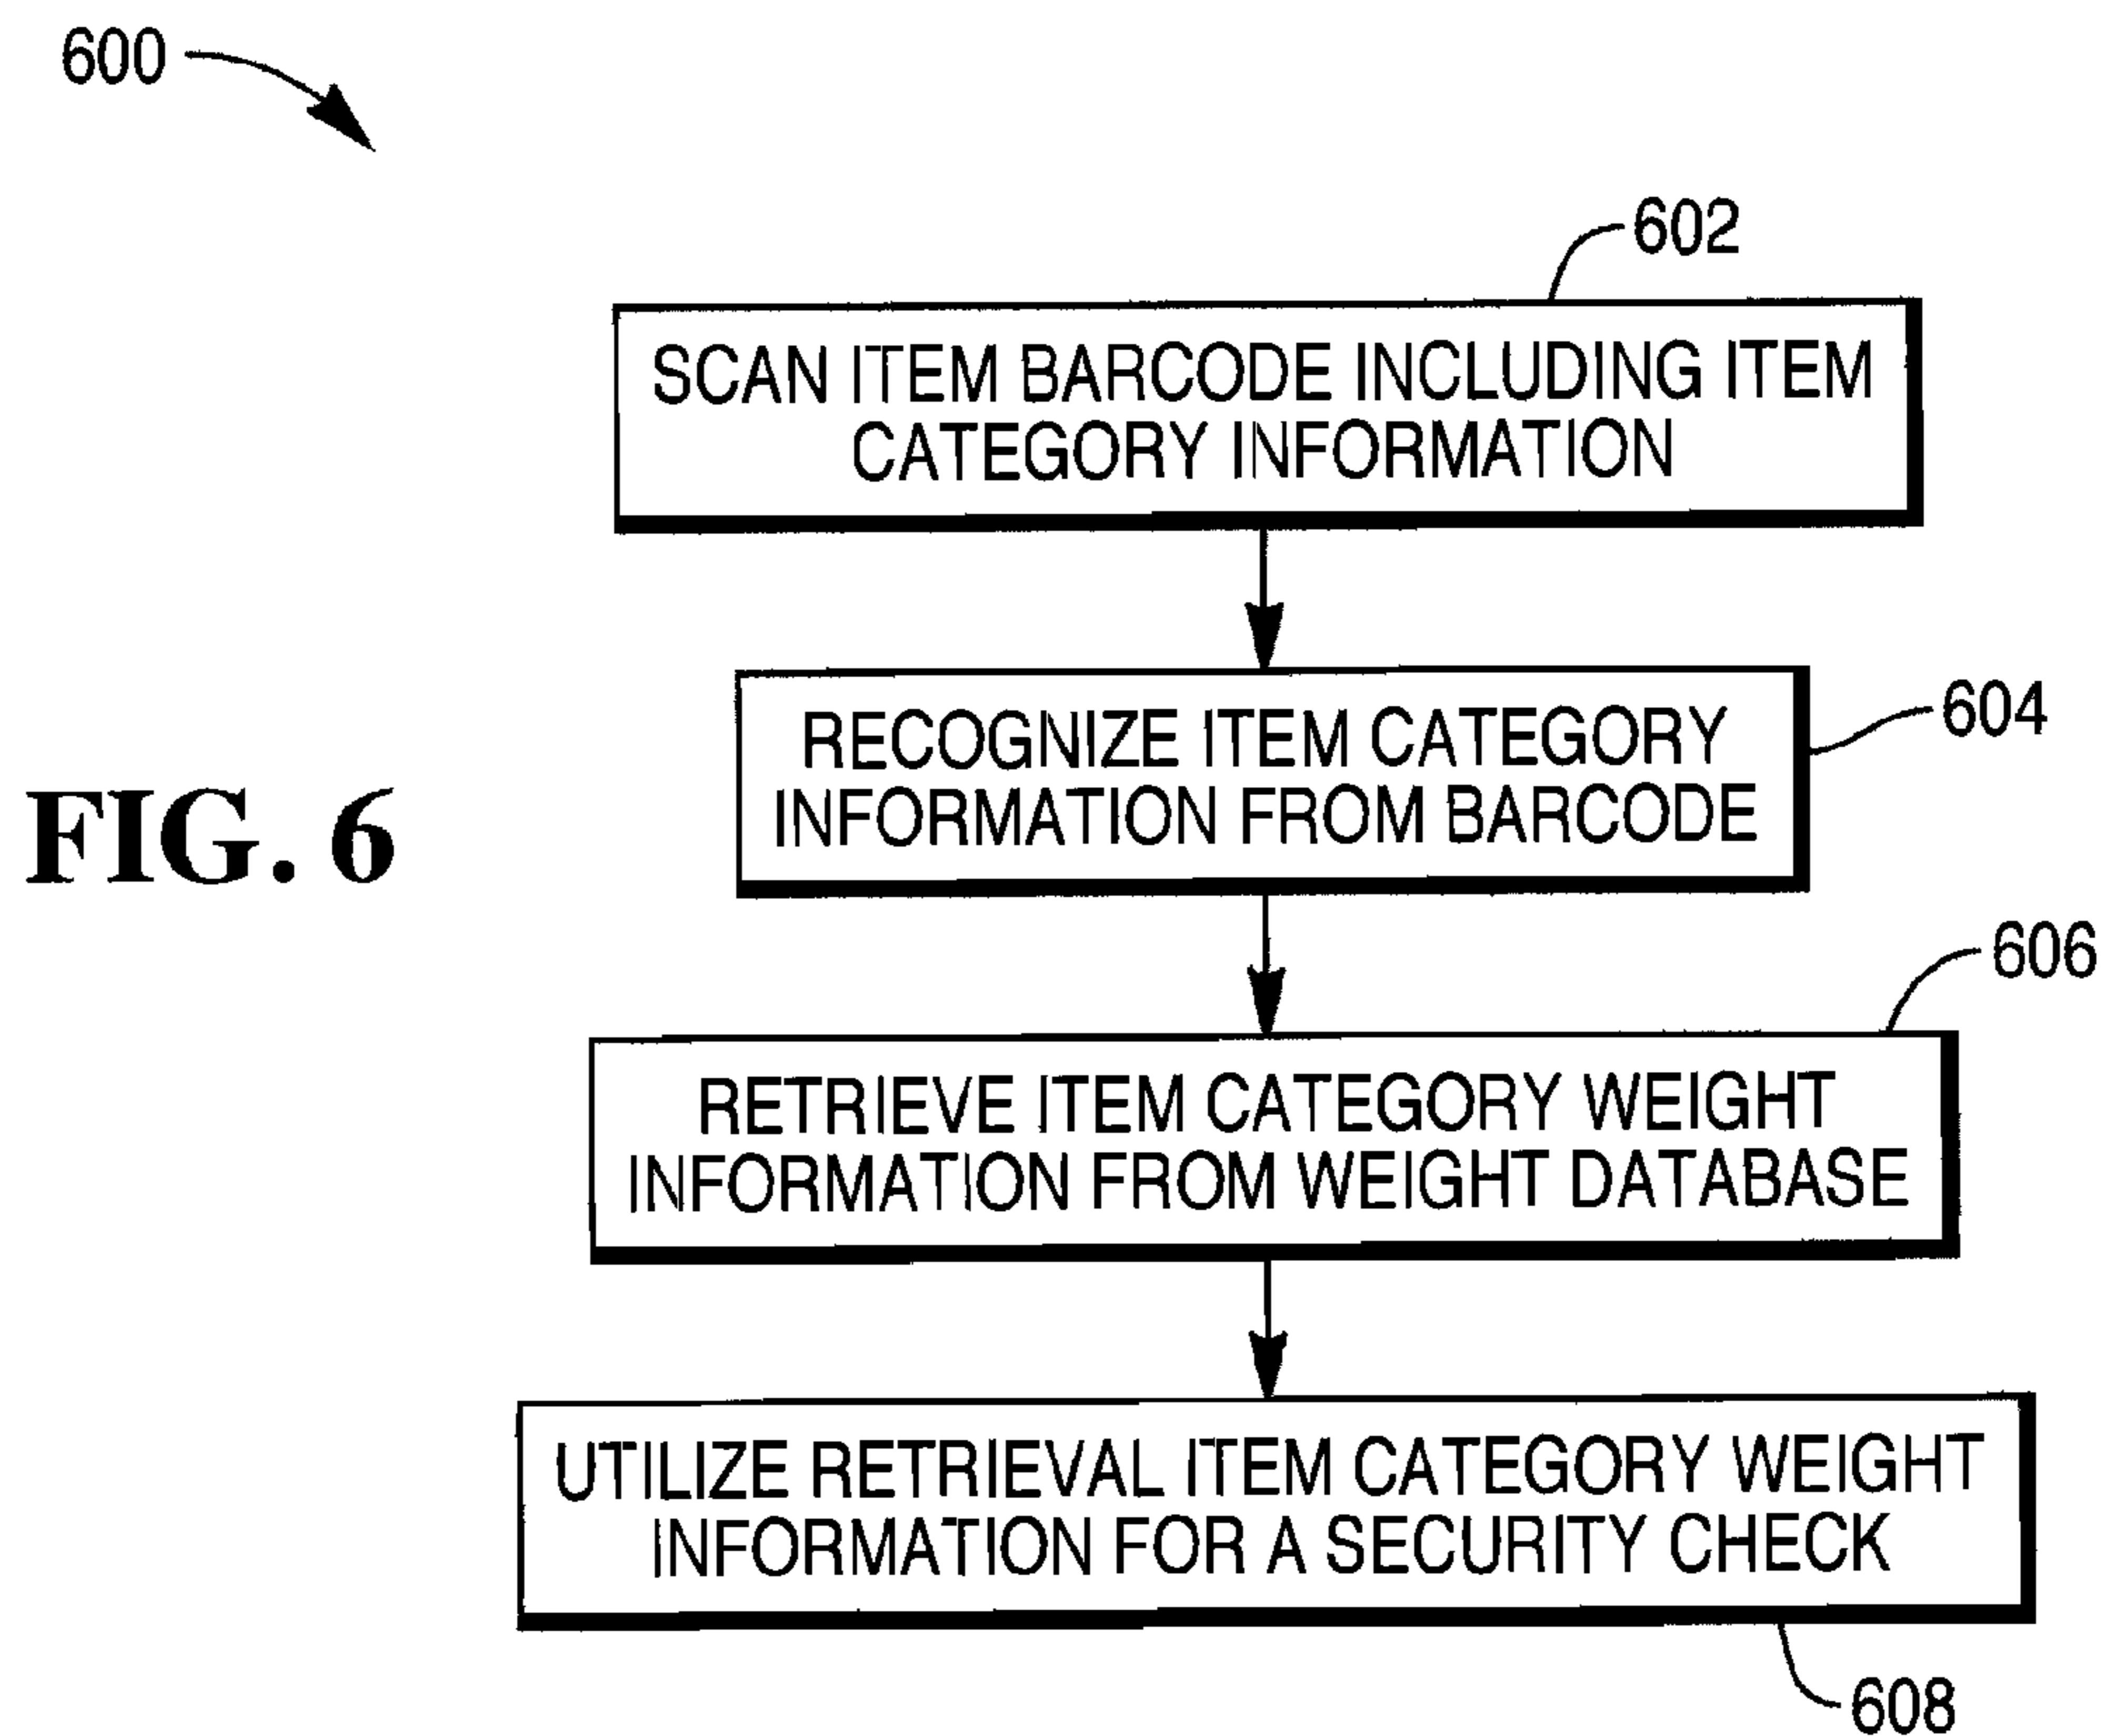 600
602
SCAN ITEM BARCODE INCLUDING ITEM
CATEGORY INFORMATION
604
RECOGNIZE ITEM CATEGORY
INFORMATION FROM BARCODE
FIG. 6
606
RETRIEVE ITEM CATEGORY WEIGHT
INFORMATION FROM WEIGHT DATABASE
UTILIZE RETRIEVAL ITEM CATEGORY WEIGHT
INFORMATION FOR A SECURITY CHECK
608